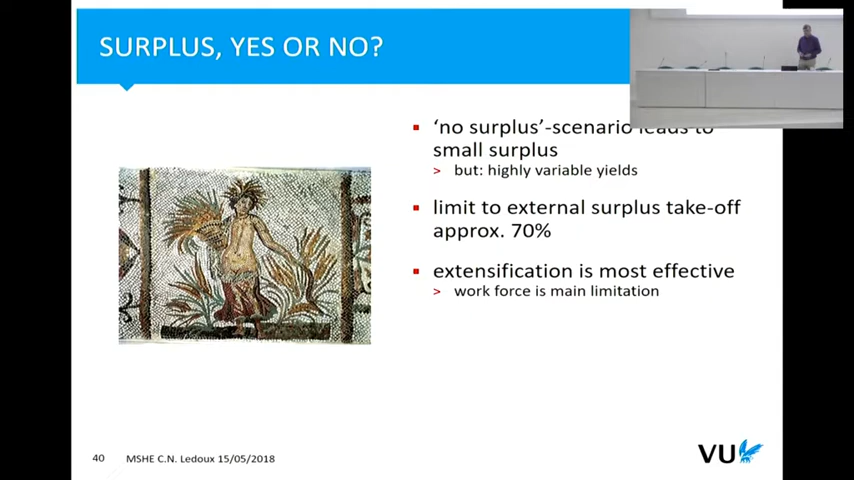 SURPLUS, YES OR NO?
'no surplus'-scenario leads to
small surplus
> but: highly variable yields
limit to external surplus take-off
approx. 70%
extensification is most effective
> work force is main limitation
40 MSHE C.N. Ledoux 15/05/2018
VU